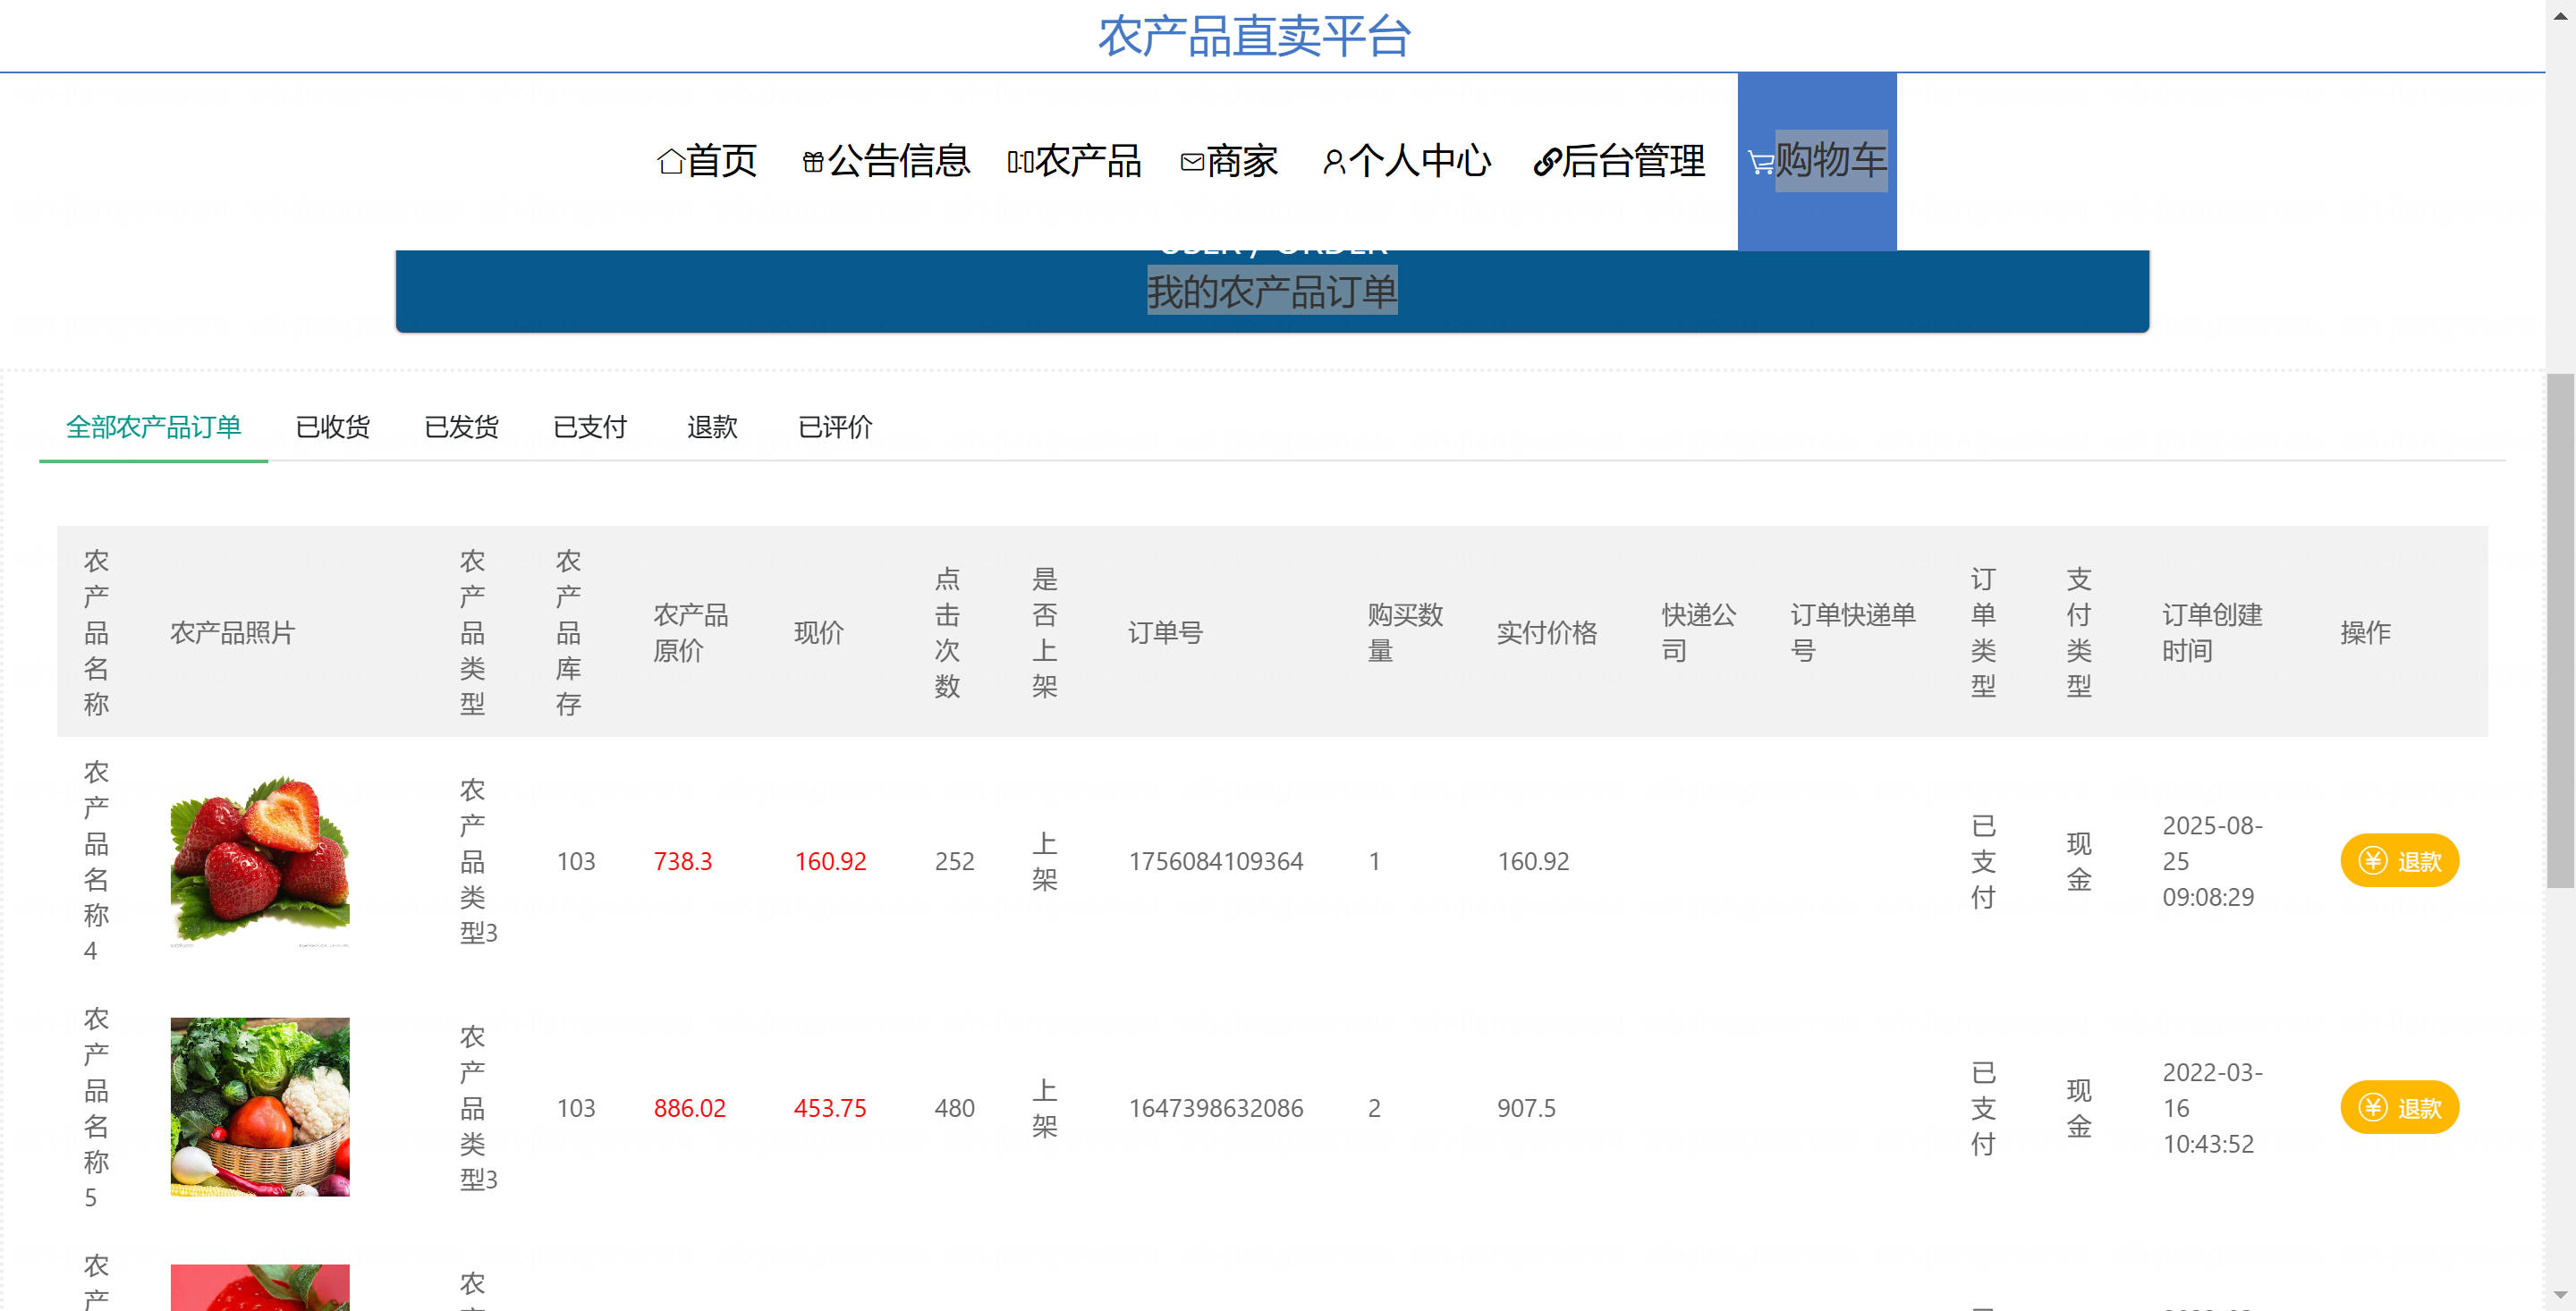 农产品直卖平台
首页 公告信息 农产品 商家 个人中心 后台管理 购物车
USER / ORDER
我的农产品订单
全部农产品订单 已收货 已发货 已支付 退款 已评价
农产品名称 农产品照片 农产品类型 农产品库存 农产品原价 现价 点击次数 是否上架 订单号 购买数量 实付价格 快递公司 订单快递单号 订单类型 支付类型 订单创建时间 操作
农产品名称4 农产品类型3 103 738.3 160.92 252 上架 1756084109364 1 160.92 已支付 现金 2025-08-25 09:08:29 退款
农产品名称5 农产品类型3 103 886.02 453.75 480 上架 1647398632086 2 907.5 已支付 现金 2022-03-16 10:43:52 退款
农产 农